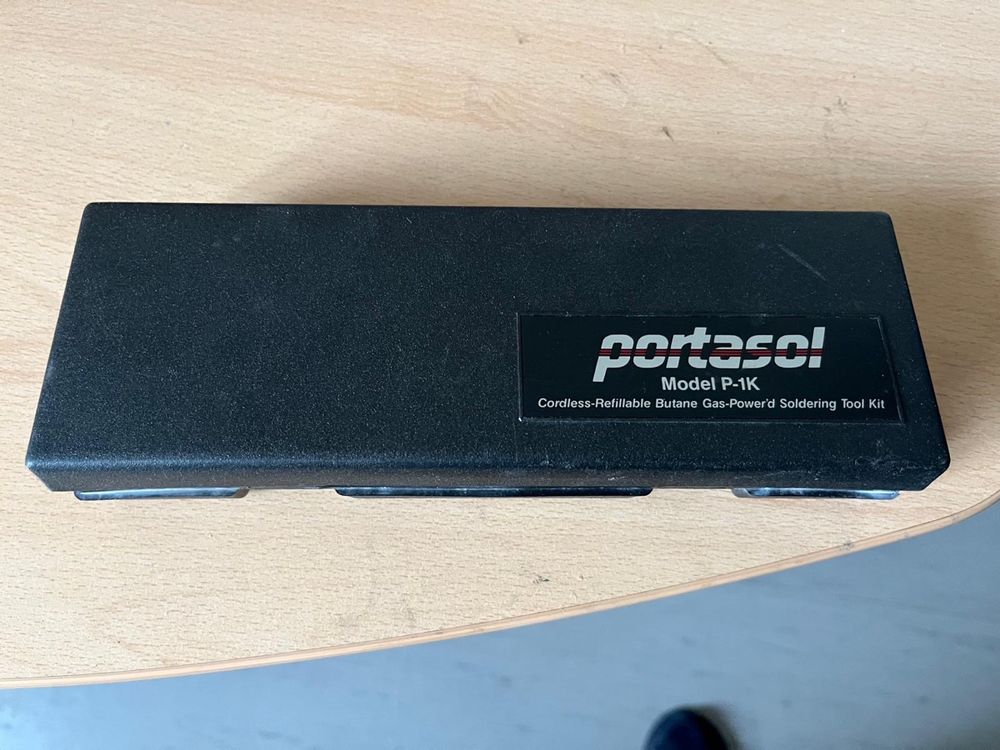 portasol
Model P-1K
Cordless-Refillable Butane Gas-Power'd Soldering Tool Kit